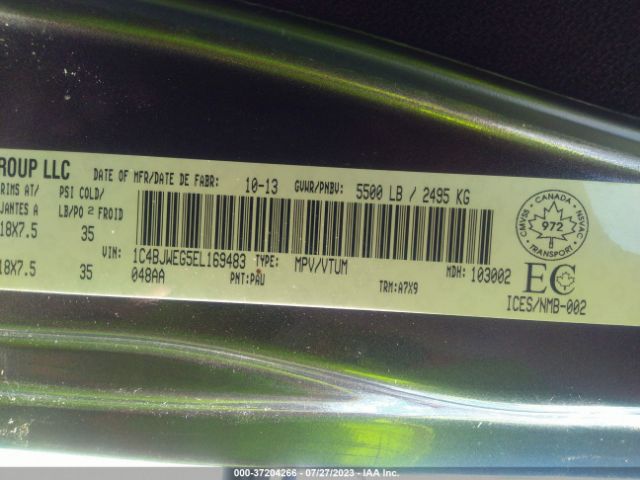 ROUP LLC DATE OF MFR/DATE DE FABR: 10-13 GVWR/PNBV: 5500 LB / 2495 KG
RIMS AT/ PSI COLD/
JANTES A LB/PO 2 FROID
18X7.5 35
VIN: 1C4BJWEG5EL169483 TYPE: MPV/VTUM MDH: 103002
18X7.5 35 048AA PNT: PAU TRM: A7X9
CANADA
CMVSS NSVAC
972
TRANSPORT
EC
ICES/NMB-002
000-37204266 - 07/27/2023 - IAA Inc.